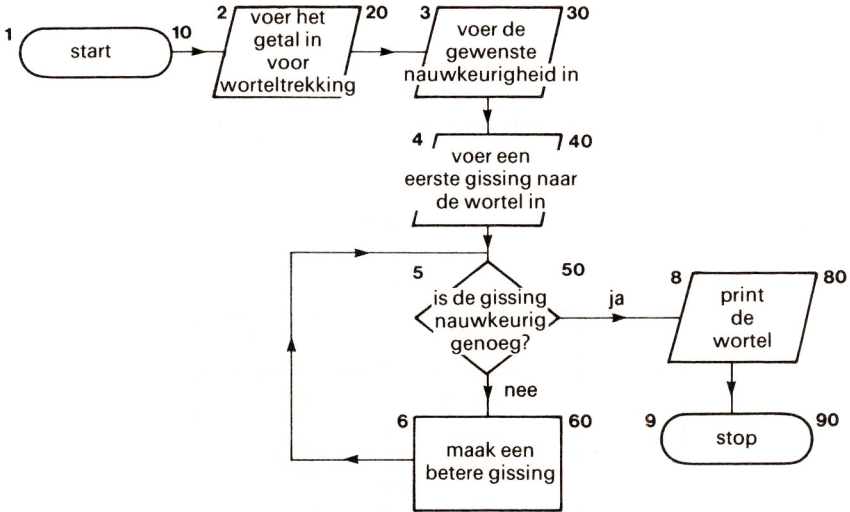 1
start
10
2
voer het
getal in
voor
worteltrekking
20
3
voer de
gewenste
nauwkeurigheid in
30
4
voer een
eerste gissing naar
de wortel in
40
5
is de gissing
nauwkeurig
genoeg?
50
ja
8
print
de
wortel
80
nee
6
maak een
betere gissing
60
9
stop
90